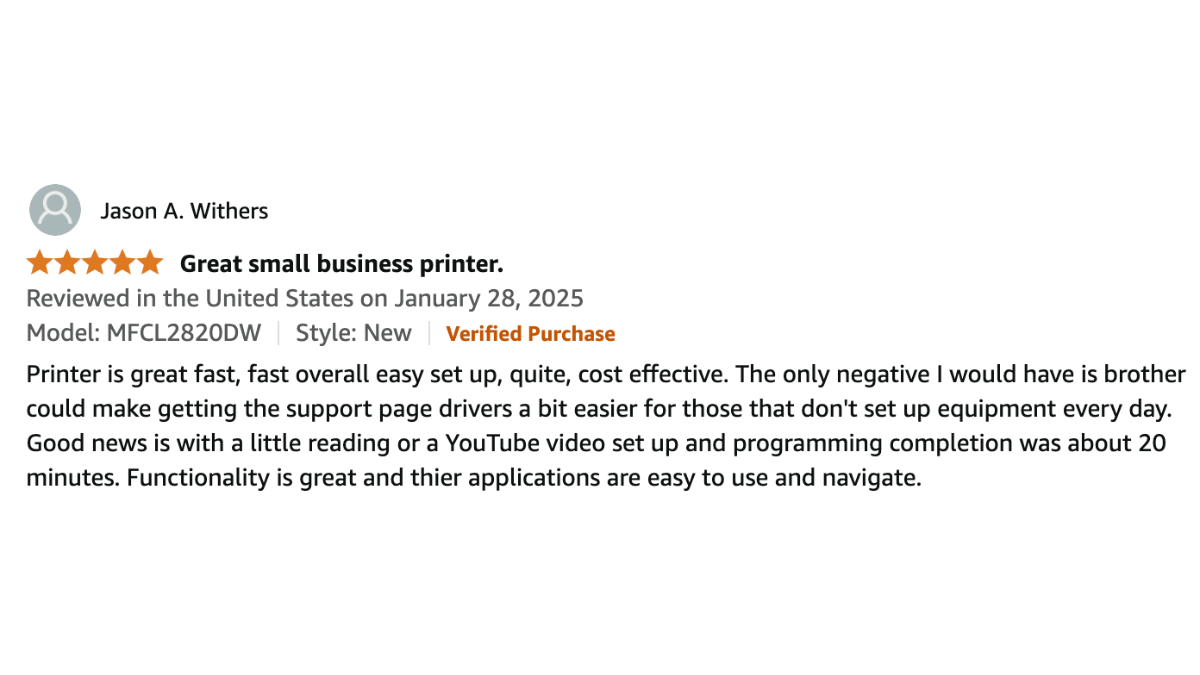 Jason A. Withers
Great small business printer.
Reviewed in the United States on January 28, 2025
Model: MFCL2820DW | Style: New | Verified Purchase
Printer is great fast, fast overall easy set up, quite, cost effective. The only negative I would have is brother
could make getting the support page drivers a bit easier for those that don't set up equipment every day.
Good news is with a little reading or a YouTube video set up and programming completion was about 20
minutes. Functionality is great and thier applications are easy to use and navigate.